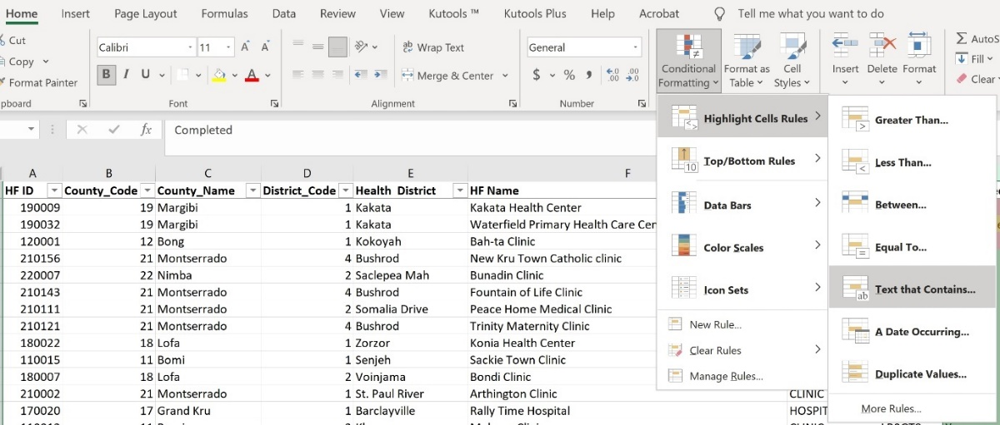 Home Insert Page Layout Formulas Data Review View Kutools ™ Kutools Plus Help Acrobat Tell me what you want to do
Cut
Copy
Format Painter
pboard
Calibri 11 A A
B I U A
Font
ab Wrap Text
Merge & Center
Alignment
General
$ % 9 .0 .00 .00 .0
Number
Conditional Formatting
Format as Table
Cell Styles
Insert Delete Format
AutoS
Fill
Clear
fx Completed
A B C D E F
HF ID County_Code County_Name District_Code Health District HF Name
190009 19 Margibi 1 Kakata Kakata Health Center
190032 19 Margibi 1 Kakata Waterfield Primary Health Care Cen
120001 12 Bong 1 Kokoyah Bah-ta Clinic
210156 21 Montserrado 4 Bushrod New Kru Town Catholic clinic
220007 22 Nimba 2 Saclepea Mah Bunadin Clinic
210143 21 Montserrado 4 Bushrod Fountain of Life Clinic
210111 21 Montserrado 2 Somalia Drive Peace Home Medical Clinic
210121 21 Montserrado 4 Bushrod Trinity Maternity Clinic
180022 18 Lofa 1 Zorzor Konia Health Center
110015 11 Bomi 1 Senjeh Sackie Town Clinic
180007 18 Lofa 2 Voinjama Bondi Clinic
210002 21 Montserrado 1 St. Paul River Arthington Clinic CLINIC
170020 17 Grand Kru 1 Barclayville Rally Time Hospital HOSPIT
Highlight Cells Rules
Top/Bottom Rules
Data Bars
Color Scales
Icon Sets
New Rule...
Clear Rules
Manage Rules...
Greater Than...
Less Than...
Between...
Equal To...
Text that Contains...
A Date Occurring...
Duplicate Values...
More Rules...